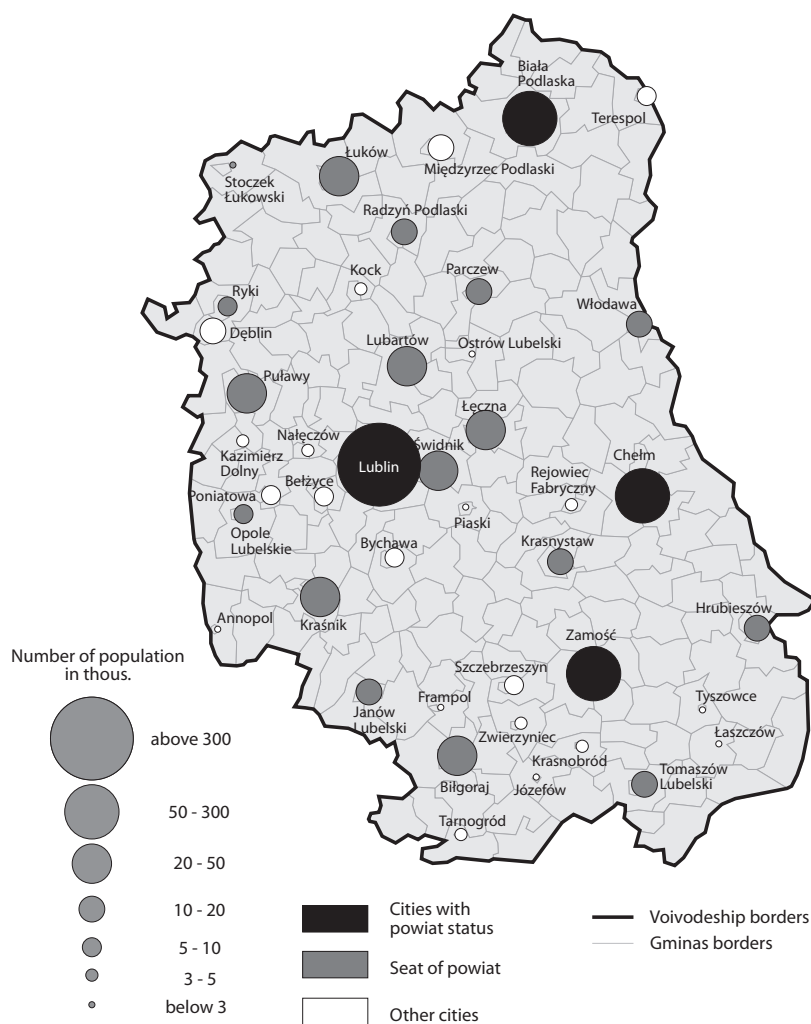 Biała
Podlaska
Terespol
Łuków
Międzyrzec Podlaski
Stoczek
Łukowski
Radzyń Podlaski
Kock
Parczew
Ryki
Włodawa
Dęblin
Lubartów
Ostrów Lubelski
Puławy
Łęczna
Nałęczów
Świdnik
Kazimierz
Dolny
Lublin
Chełm
Rejowiec
Fabryczny
Bełżyce
Poniatowa
Piaski
Opole
Lubelskie
Bychawa
Krasnystaw
Annopol
Kraśnik
Hrubieszów
Zamość
Number of population
in thous.
Szczebrzeszyn
Frampol
Tyszowce
Janów
Lubelski
Zwierzyniec
Łaszczów
above 300
Krasnobród
Biłgoraj
Józefów
Tomaszów
Lubelski
50 - 300
Tarnogród
20 - 50
10 - 20
5 - 10
3 - 5
below 3
Cities with
powiat status
Seat of powiat
Other cities
Voivodeship borders
Gminas borders